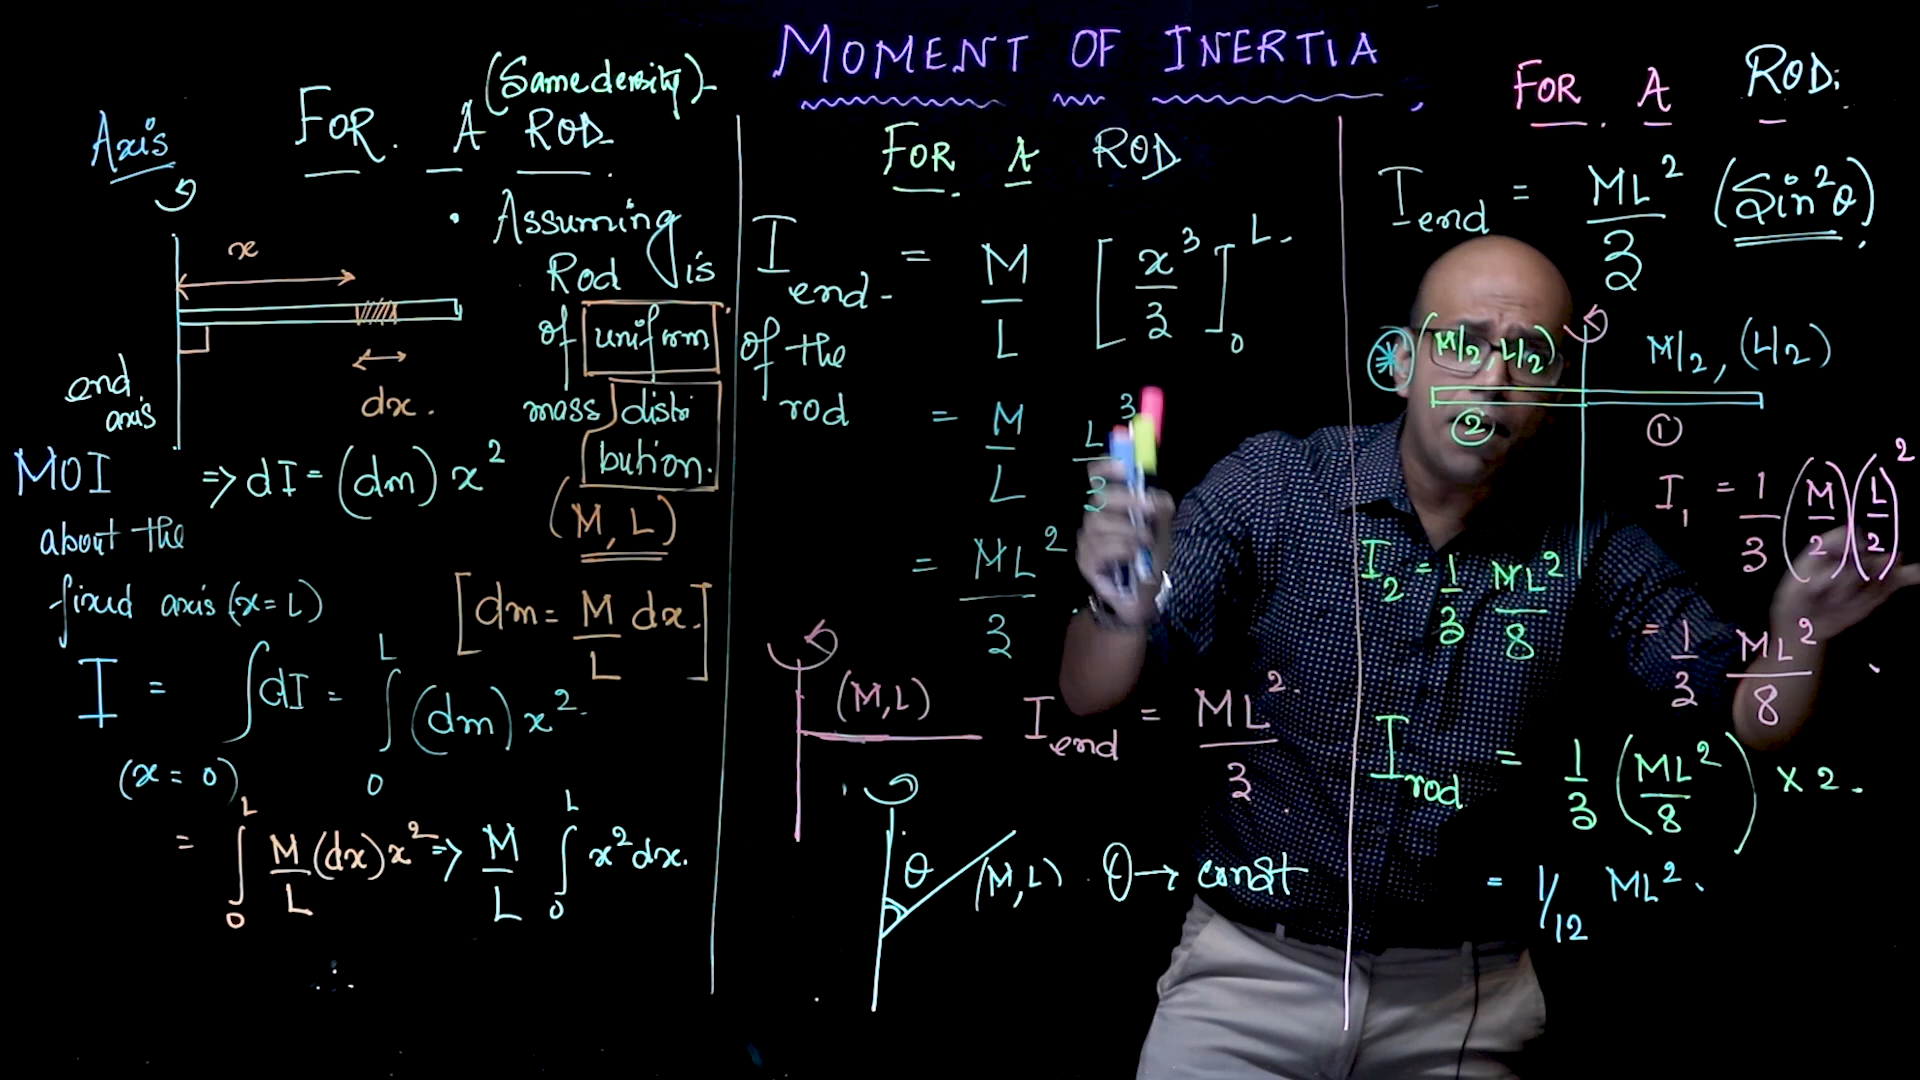 MOMENT OF INERTIA
(Same density)
FOR A ROD
Axis
x
dx.
end
axis
• Assuming
Rod is
of uniform
mass distri
bution.
(M, L)
MOI ⇒ dI = (dm) x²
about the
fixed axis (x = L)
[dm = M/L dx.]
I = ∫dI = ∫₀ᴸ (dm) x²
(x = 0)
= ∫₀ᴸ M/L (dx) x² ⇒ M/L ∫₀ᴸ x² dx.
FOR A ROD
I end = M/L [x³/3]₀ᴸ
of the
rod = M/L L³/3
= ML²/3
(M,L) I end = ML²/3
θ (M,L). θ → const
FOR A ROD:
I end = ML²/3 (Sin²θ)
* (M/2, L/2) M/2, (L/2)
② ①
I₁ = 1/3 (M/2)(L/2)²
I₂ = 1/3 ML²/8
= 1/3 ML²/8
I rod = 1/3 (ML²/8) × 2.
= 1/12 ML².